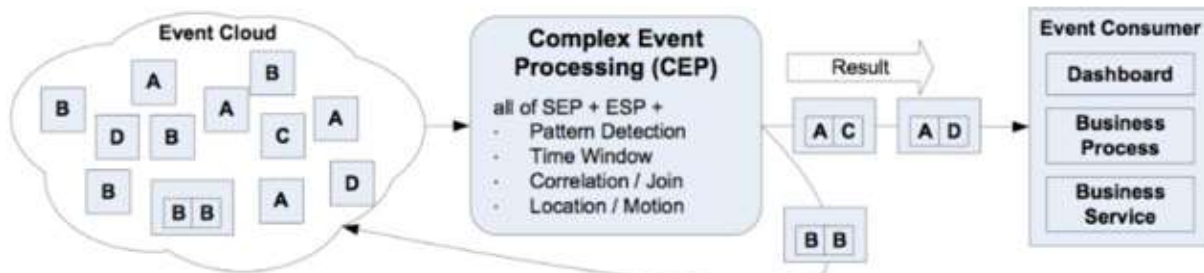 Event Cloud
B
A
B
D
B
A
C
A
B
B B
A
D
Complex Event
Processing (CEP)
all of SEP + ESP +
· Pattern Detection
· Time Window
· Correlation / Join
· Location / Motion
Result
A C
A D
B B
Event Consumer
Dashboard
Business
Process
Business
Service